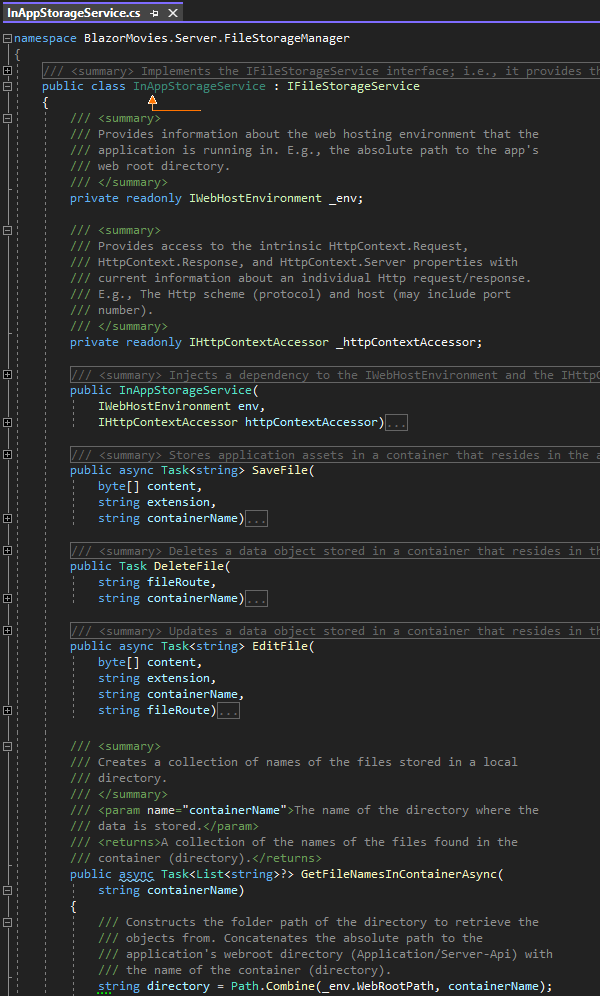 InAppStorageService.cs
namespace BlazorMovies.Server.FileStorageManager
{
/// <summary> Implements the IFileStorageService interface; i.e., it provides th
public class InAppStorageService : IFileStorageService
{
/// <summary>
/// Provides information about the web hosting environment that the
/// application is running in. E.g., the absolute path to the app's
/// web root directory.
/// </summary>
private readonly IWebHostEnvironment _env;
/// <summary>
/// Provides access to the intrinsic HttpContext.Request,
/// HttpContext.Response, and HttpContext.Server properties with
/// current information about an individual Http request/response.
/// E.g., The Http scheme (protocol) and host (may include port
/// number).
/// </summary>
private readonly IHttpContextAccessor _httpContextAccessor;
/// <summary> Injects a dependency to the IWebHostEnvironment and the IHttpC
public InAppStorageService(
IWebHostEnvironment env,
IHttpContextAccessor httpContextAccessor)...
/// <summary> Stores application assets in a container that resides in the a
public async Task<string> SaveFile(
byte[] content,
string extension,
string containerName)...
/// <summary> Deletes a data object stored in a container that resides in th
public Task DeleteFile(
string fileRoute,
string containerName)...
/// <summary> Updates a data object stored in a container that resides in th
public async Task<string> EditFile(
byte[] content,
string extension,
string containerName,
string fileRoute)...
/// <summary>
/// Creates a collection of names of the files stored in a local
/// directory.
/// </summary>
/// <param name="containerName">The name of the directory where the
/// data is stored.</param>
/// <returns>A collection of the names of the files found in the
/// container (directory).</returns>
public async Task<List<string>?> GetFileNamesInContainerAsync(
string containerName)
{
/// Constructs the folder path of the directory to retrieve the
/// objects from. Concatenates the absolute path to the
/// application's webroot directory (Application/Server-Api) with
/// the name of the container (directory).
string directory = Path.Combine(_env.WebRootPath, containerName);